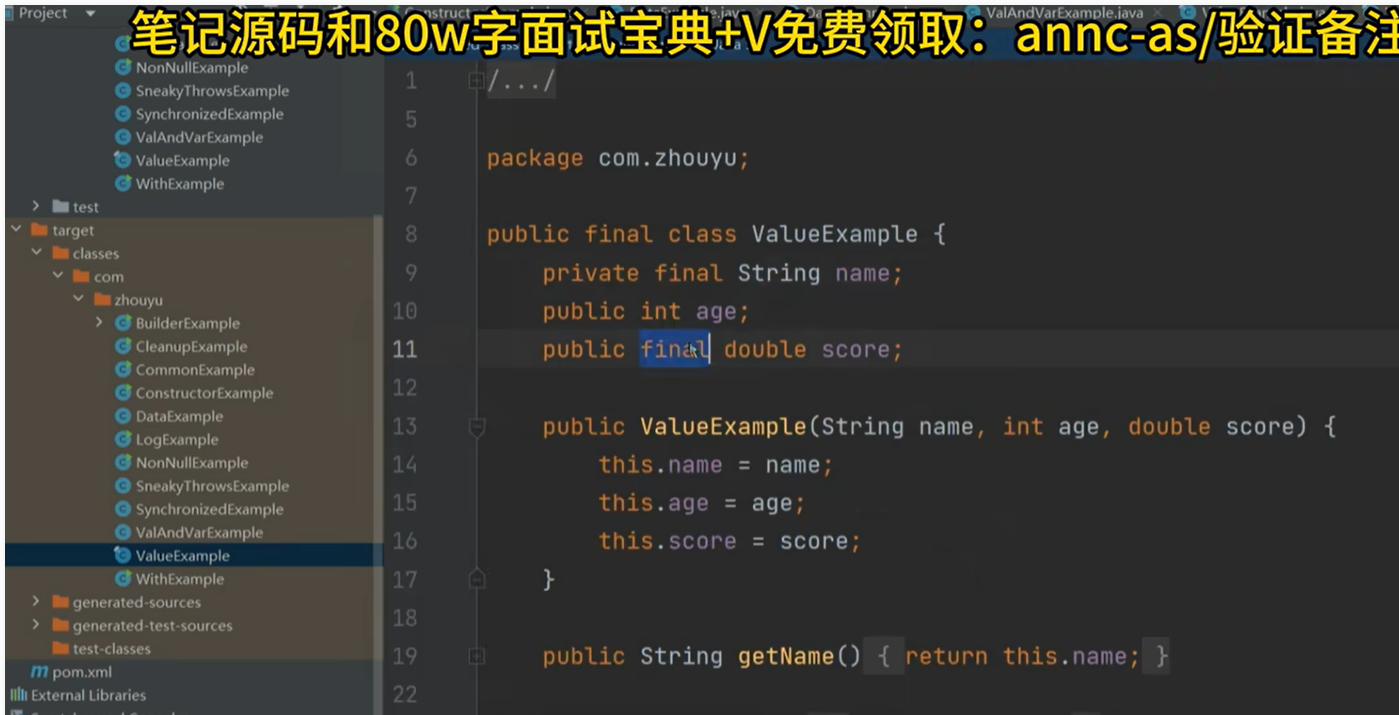 Project
笔记源码和80w字面试宝典+V免费领取：annc-as/验证备注
ValAndVarExample.java
NonNullExample
SneakyThrowsExample
SynchronizedExample
ValAndVarExample
ValueExample
WithExample
test
target
classes
com
zhouyu
BuilderExample
CleanupExample
CommonExample
ConstructorExample
DataExample
LogExample
NonNullExample
SneakyThrowsExample
SynchronizedExample
ValAndVarExample
ValueExample
WithExample
generated-sources
generated-test-sources
test-classes
pom.xml
External Libraries
1 /.../
5
6 package com.zhouyu;
7
8 public final class ValueExample {
9 private final String name;
10 public int age;
11 public final double score;
12
13 public ValueExample(String name, int age, double score) {
14 this.name = name;
15 this.age = age;
16 this.score = score;
17 }
18
19 public String getName() { return this.name; }
22